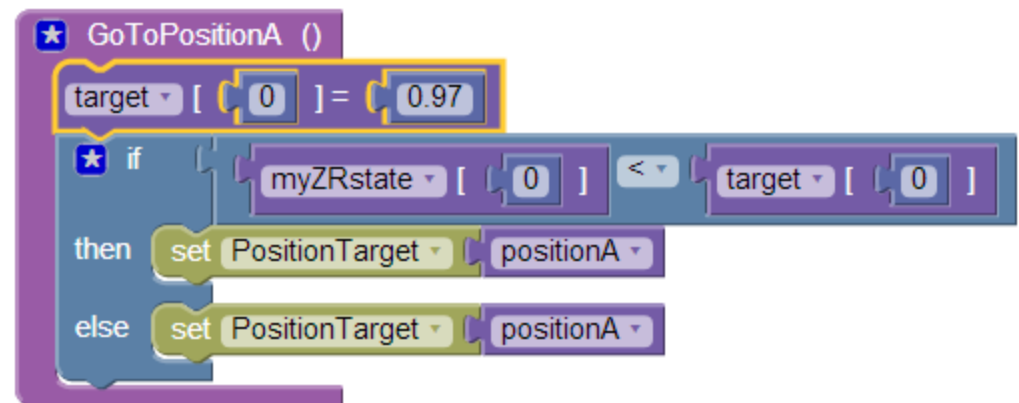 GoToPositionA ()
target [ 0 ] = 0.97
if myZRstate [ 0 ] < target [ 0 ]
then set PositionTarget positionA
else set PositionTarget positionA